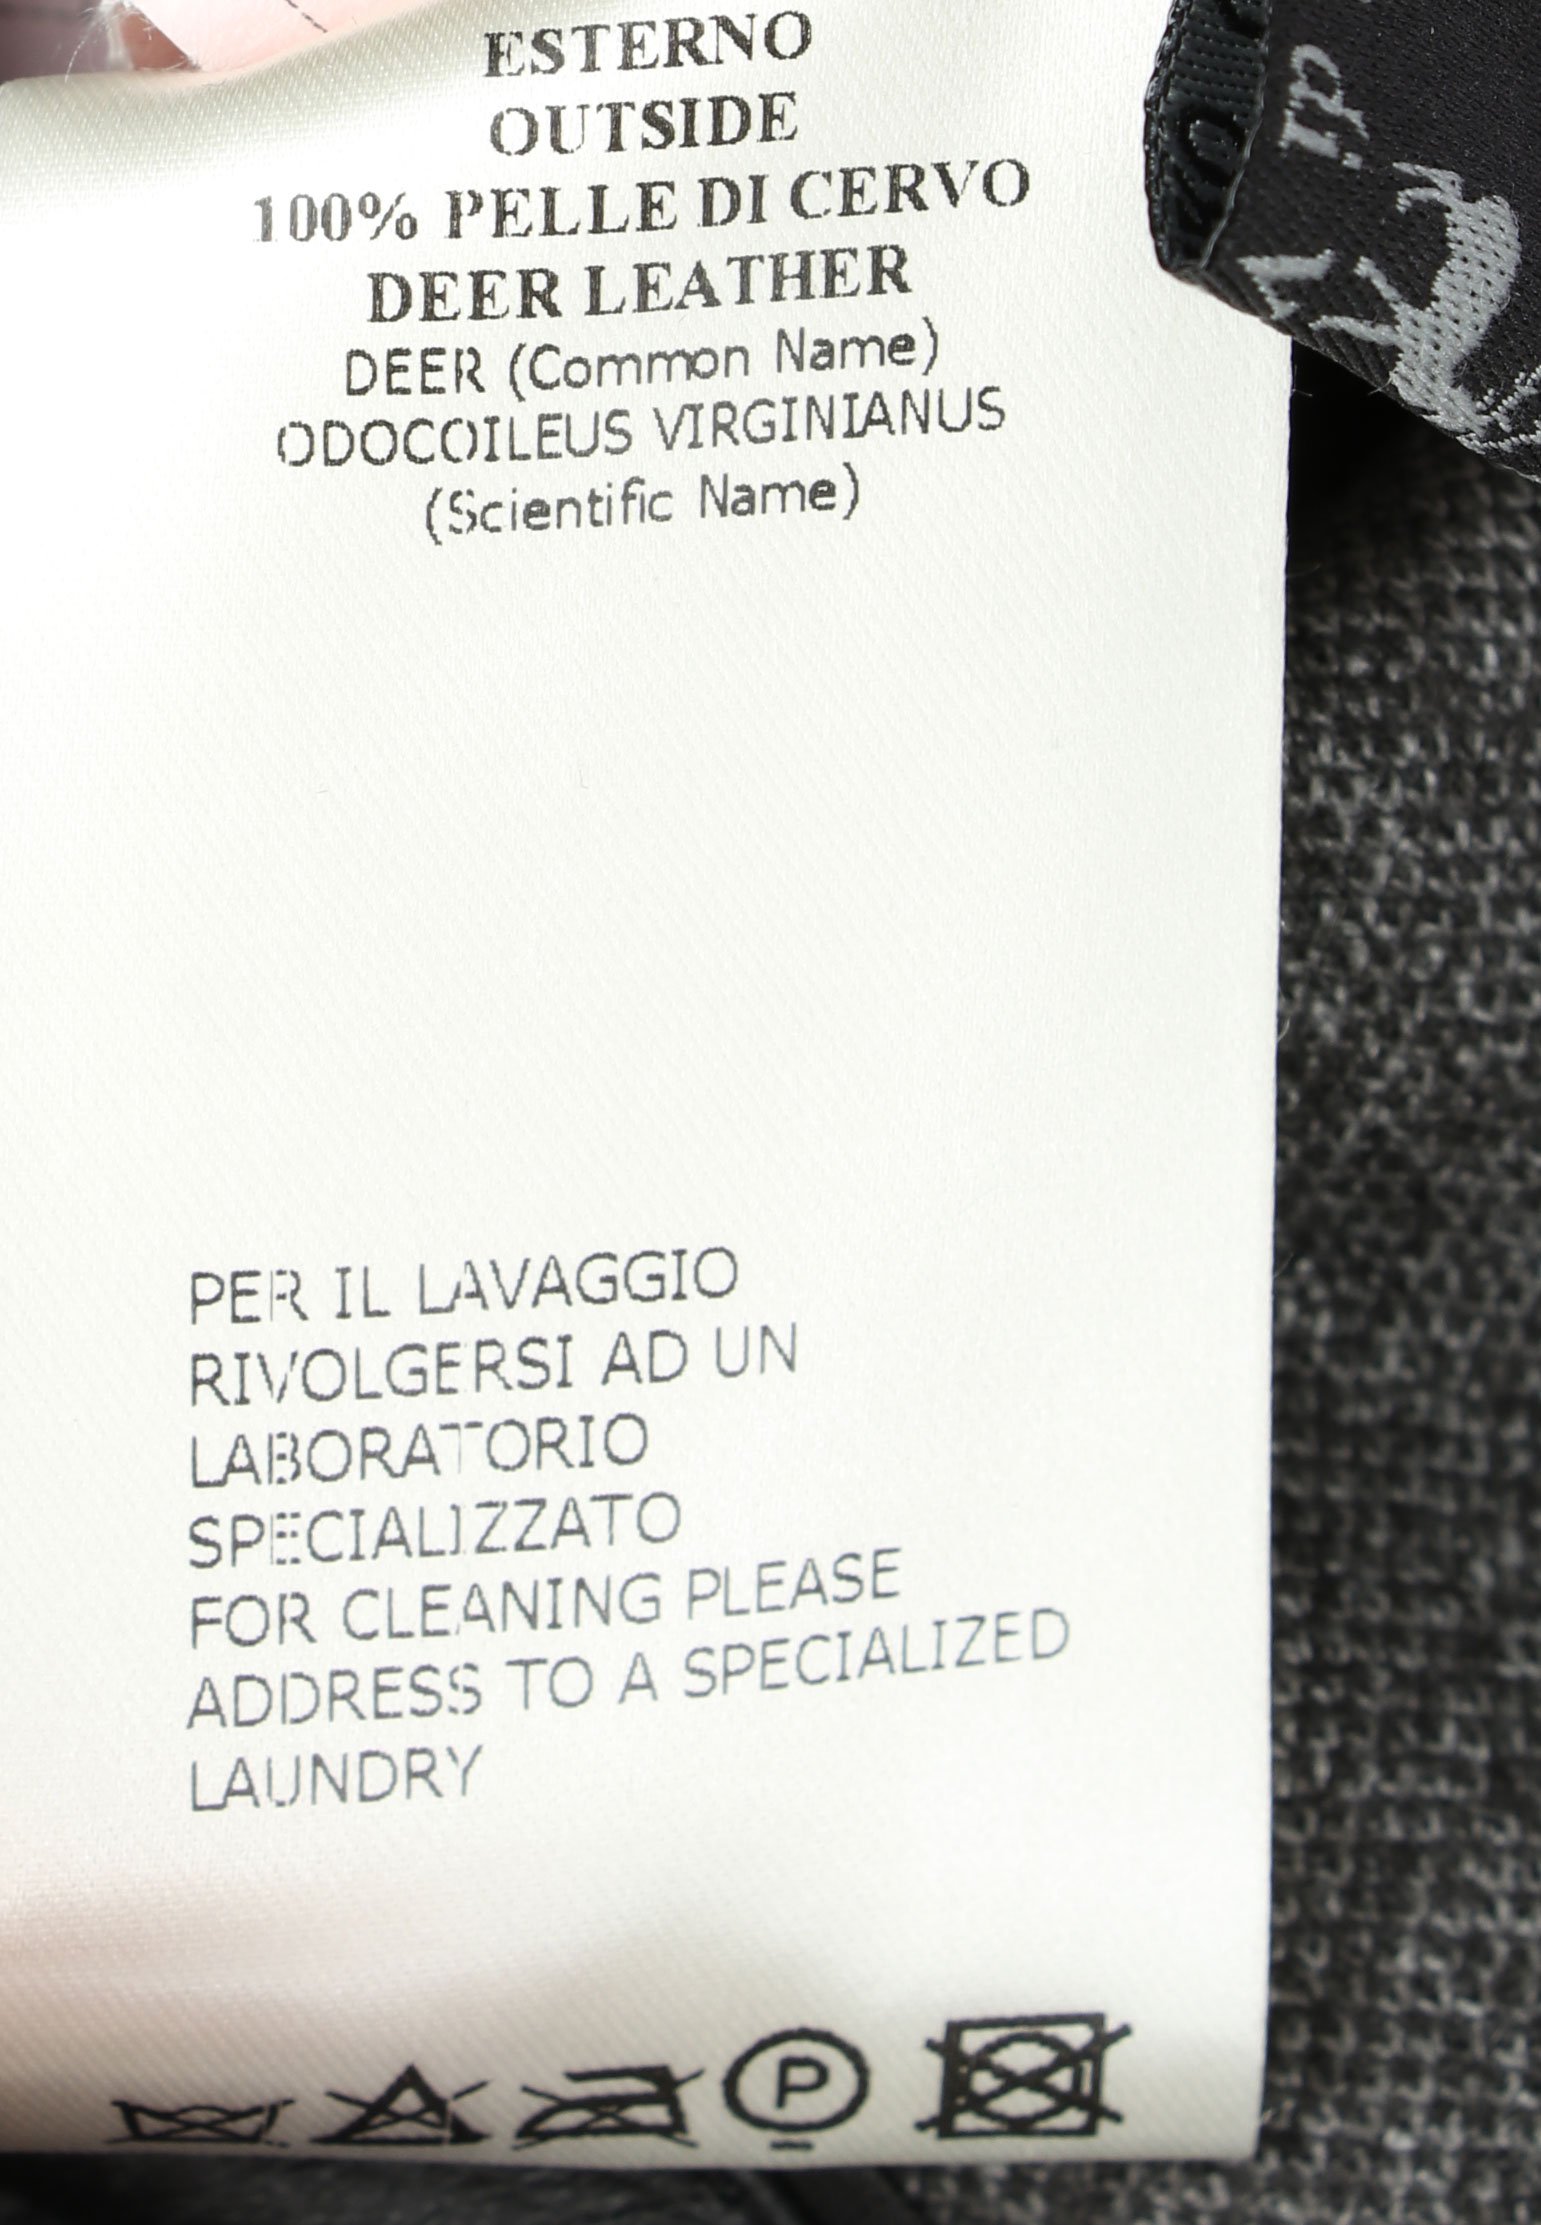 ESTERNO
OUTSIDE
100% PELLE DI CERVO
DEER LEATHER
DEER (Common Name)
ODOCOILEUS VIRGINIANUS
(Scientific Name)
PER IL LAVAGGIO
RIVOLGERSI AD UN
LABORATORIO
SPECIALIZZATO
FOR CLEANING PLEASE
ADDRESS TO A SPECIALIZED
LAUNDRY
P